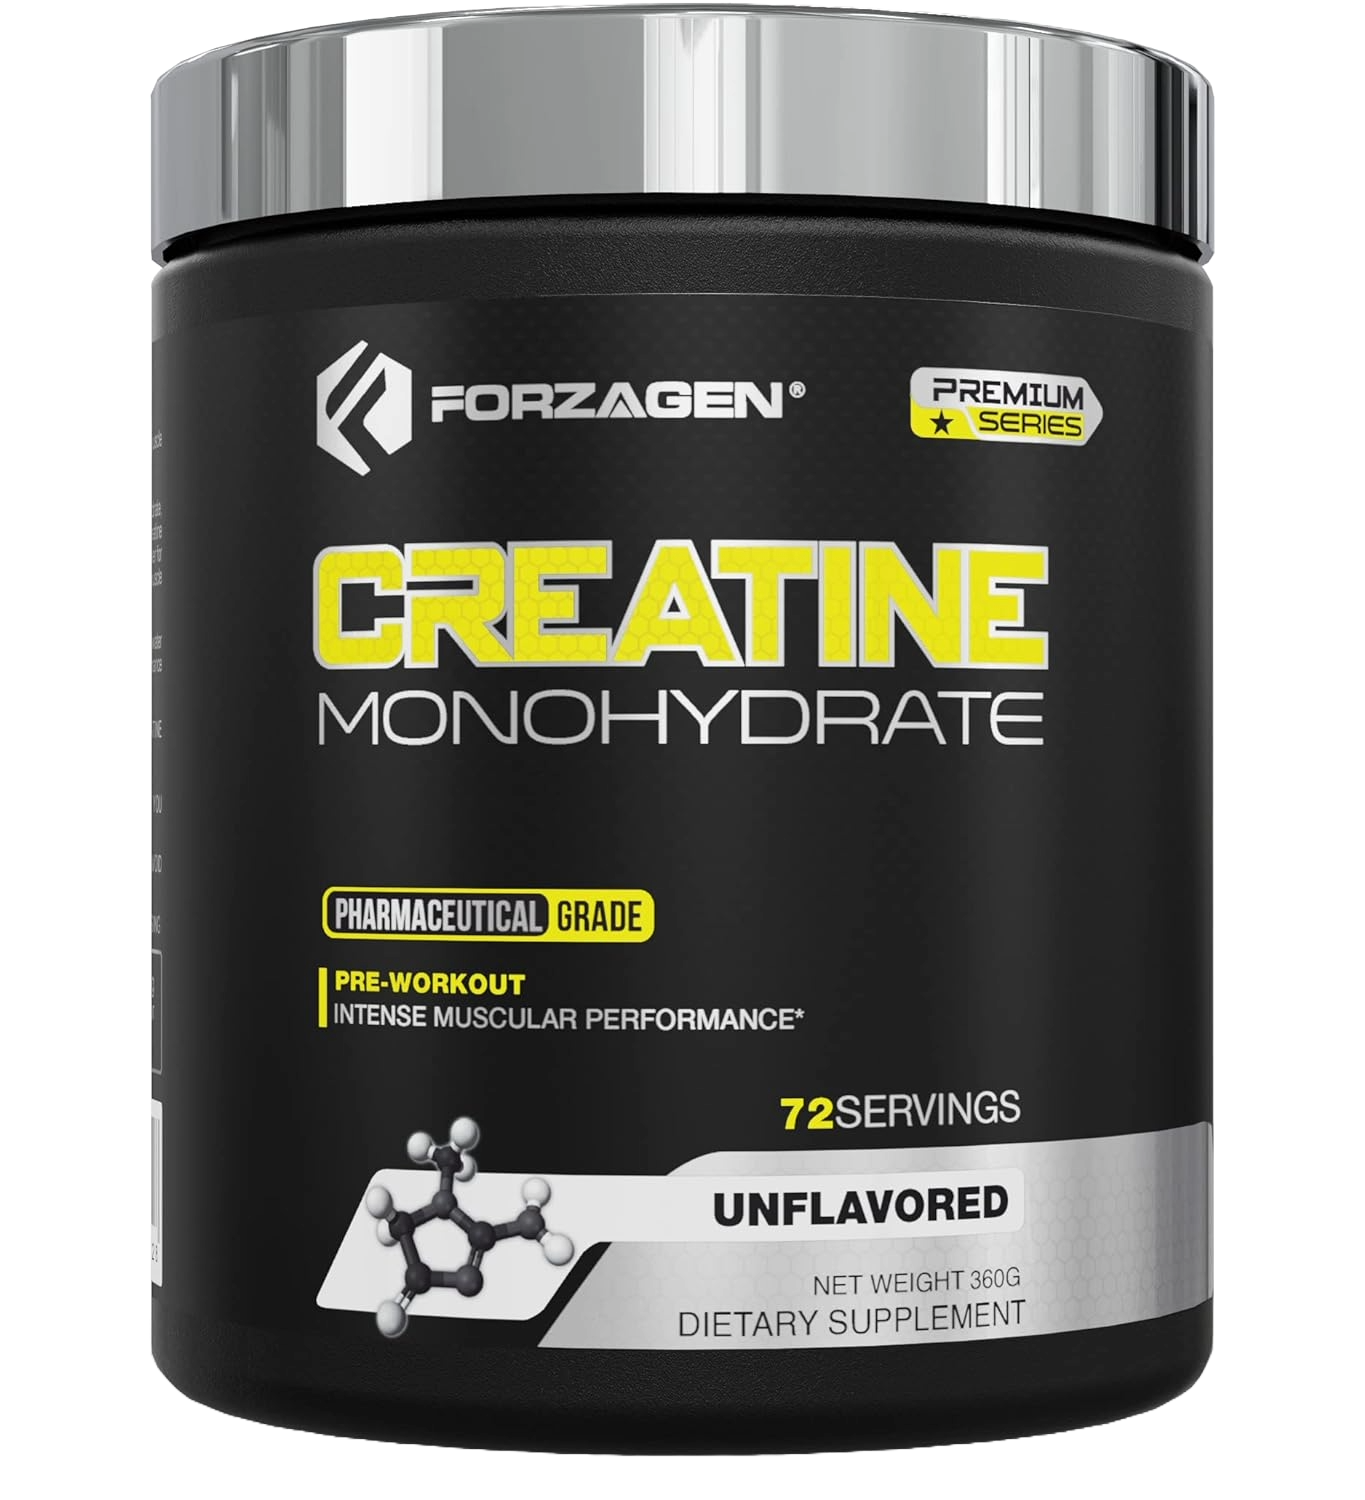 FORZAGEN®
PREMIUM
SERIES
CREATINE
MONOHYDRATE
PHARMACEUTICAL GRADE
PRE-WORKOUT
INTENSE MUSCULAR PERFORMANCE*
72SERVINGS
UNFLAVORED
NET WEIGHT 360G
DIETARY SUPPLEMENT